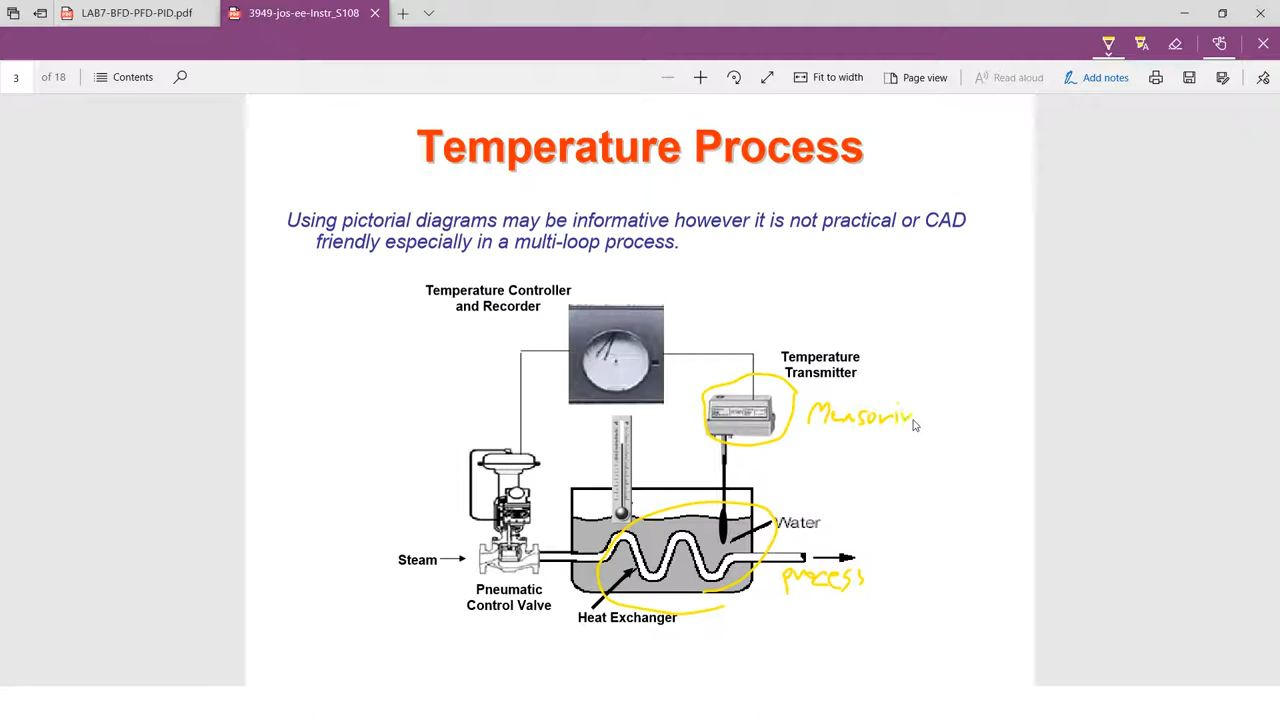 LAB7-BFD-PFD-PID.pdf
3949-jos-ee-Instr_S108
3 of 18
Contents
Fit to width
Page view
Read aloud
Add notes
Temperature Process
Using pictorial diagrams may be informative however it is not practical or CAD
friendly especially in a multi-loop process.
Temperature Controller
and Recorder
Temperature
Transmitter
Measurin
Water
Steam
process
Pneumatic
Control Valve
Heat Exchanger